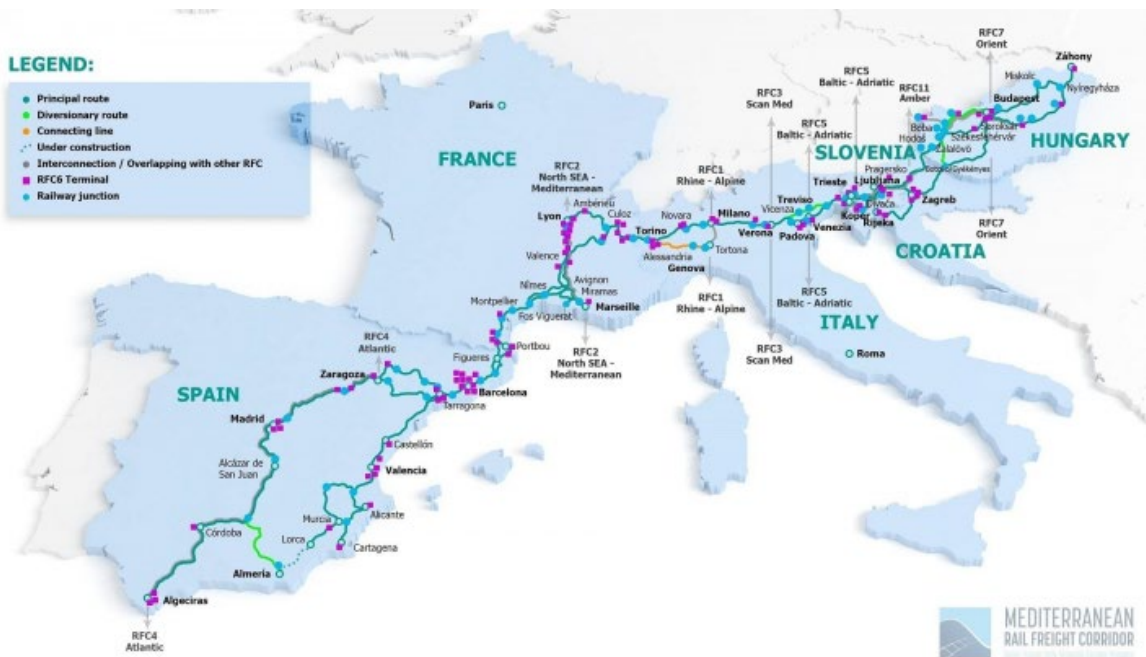 LEGEND:
Principal route
Diversionary route
Connecting line
Under construction
Interconnection / Overlapping with other RFC
RFC6 Terminal
Railway junction
Paris
FRANCE
SPAIN
ITALY
SLOVENIA
CROATIA
HUNGARY
RFC7
Orient
RFC5
Baltic - Adriatic
RFC11
Amber
RFC3
Scan Med
RFC5
Baltic - Adriatic
RFC1
Rhine - Alpine
RFC2
North SEA -
Mediterranean
Záhony
Miskolc
Nyíregyháza
Budapest
Soroksár
Székesfehérvár
Hodoš
Zalalövő
Pragersko
Gyékényes
Ljubljana
Zagreb
Trieste
Divača
Koper
Rijeka
Treviso
Vicenza
Venezia
Padova
Verona
Milano
Novara
Torino
Alessandria
Tortona
Genova
Ambérieu
Culoz
Lyon
Valence
Avignon
Miramas
Marseille
Nîmes
Montpellier
Fos Viguerat
Portbou
Figueres
Barcelona
Tarragona
RFC4
Atlantic
Zaragoza
Madrid
Alcázar de
San Juan
Castellón
Valencia
Alicante
Murcia
Cartagena
Lorca
Córdoba
Almeria
Algeciras
RFC4
Atlantic
RFC2
North SEA -
Mediterranean
RFC1
Rhine - Alpine
RFC3
Scan Med
RFC5
Baltic - Adriatic
RFC7
Orient
Roma
MEDITERRANEAN
RAIL FREIGHT CORRIDOR